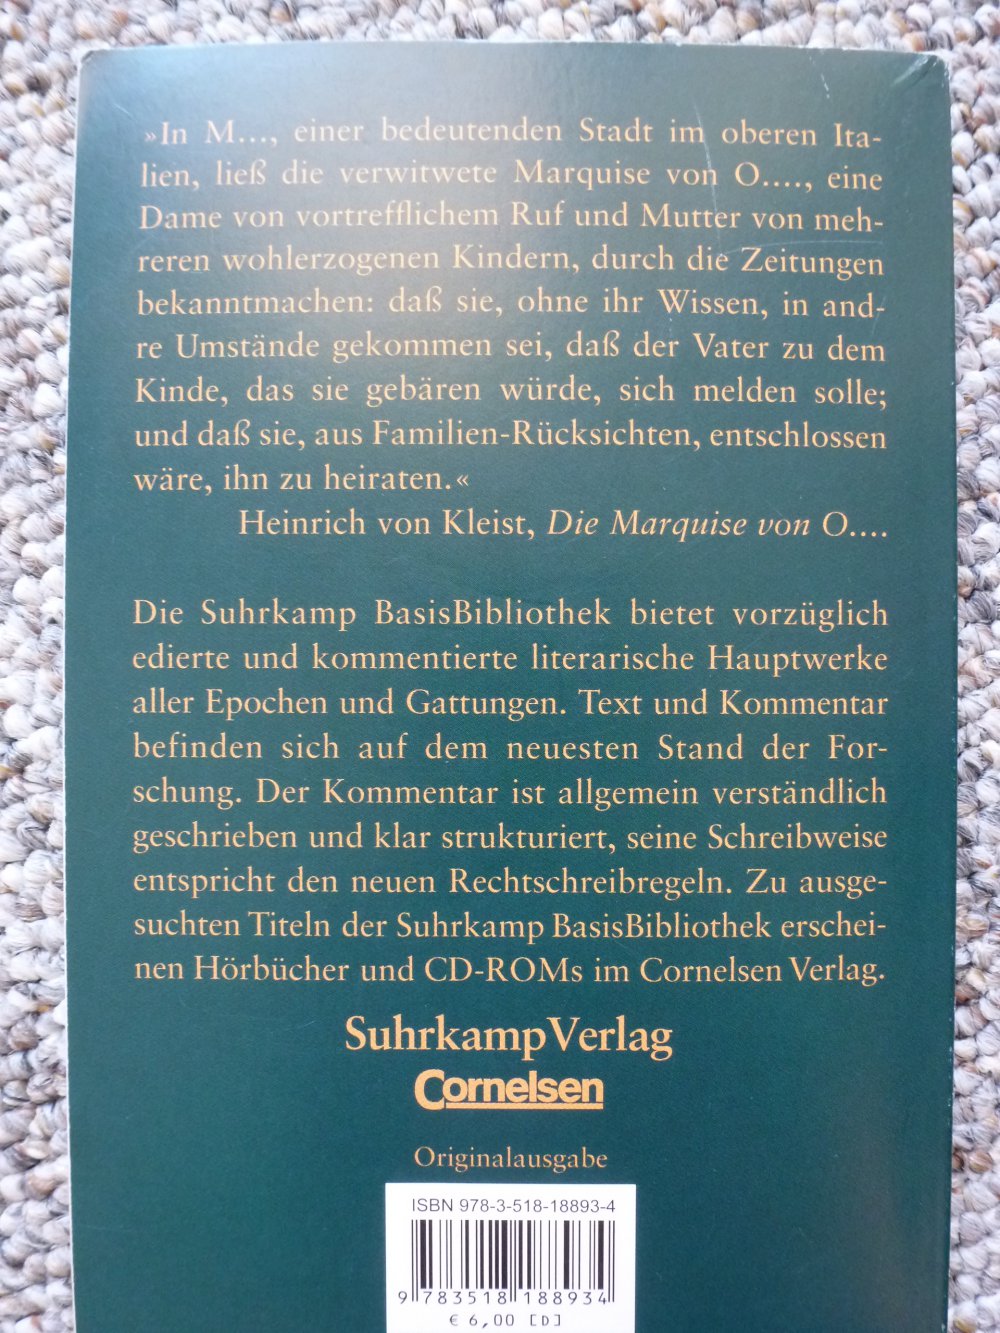 »In M..., einer bedeutenden Stadt im oberen Ita-
lien, ließ die verwitwete Marquise von O...., eine
Dame von vortrefflichem Ruf und Mutter von meh-
reren wohlerzogenen Kindern, durch die Zeitungen
bekanntmachen: daß sie, ohne ihr Wissen, in and-
re Umstände gekommen sei, daß der Vater zu dem
Kinde, das sie gebären würde, sich melden solle;
und daß sie, aus Familien-Rücksichten, entschlossen
wäre, ihn zu heiraten.«
Heinrich von Kleist, Die Marquise von O....
Die Suhrkamp BasisBibliothek bietet vorzüglich
edierte und kommentierte literarische Hauptwerke
aller Epochen und Gattungen. Text und Kommentar
befinden sich auf dem neuesten Stand der For-
schung. Der Kommentar ist allgemein verständlich
geschrieben und klar strukturiert, seine Schreibweise
entspricht den neuen Rechtschreibregeln. Zu ausge-
suchten Titeln der Suhrkamp BasisBibliothek erschei-
nen Hörbücher und CD-ROMs im Cornelsen Verlag.
Suhrkamp Verlag
Cornelsen
Originalausgabe
ISBN 978-3-518-18893-4
9 783518 188934
€ 6,00 [D]